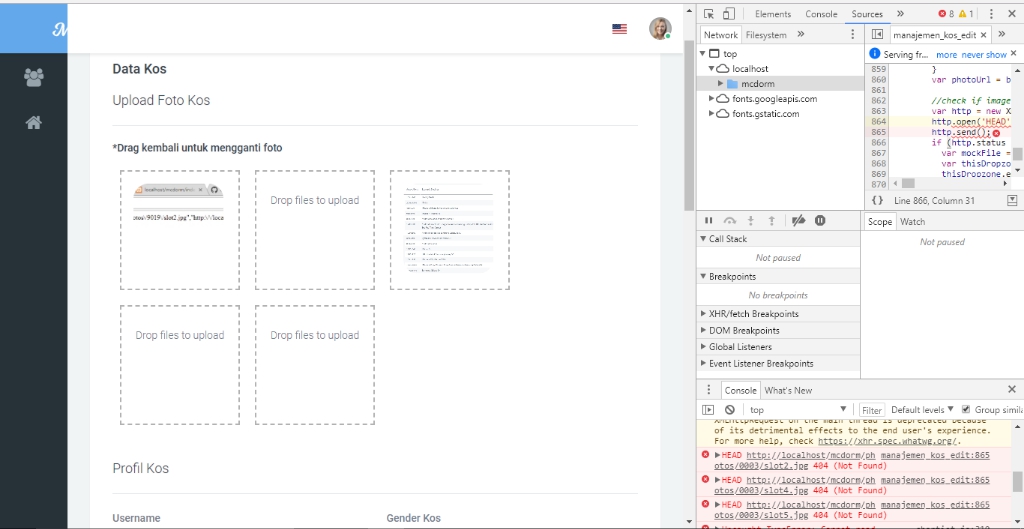 Data Kos
Upload Foto Kos
*Drag kembali untuk mengganti foto
Drop files to upload
Drop files to upload
Drop files to upload
Profil Kos
Username
Gender Kos
Elements Console Sources » 8 1
Network Filesystem »
manajemen_kos_edit × »
top
localhost
mcdorm
fonts.googleapis.com
fonts.gstatic.com
Serving fr... more never show ×
859 }
860 var photoUrl = b
861
862 //check if image
863 var http = new X
864 http.open('HEAD'
865 http.send();
866 if (http.status
867 var mockFile =
868 var thisDropzo
869 thisDropzone.e
870
{} Line 866, Column 31
Call Stack
Not paused
Breakpoints
No breakpoints
XHR/fetch Breakpoints
DOM Breakpoints
Global Listeners
Event Listener Breakpoints
Scope Watch
Not paused
Console What's New
top Filter Default levels Group simila
XMLHttpRequest on the main thread is deprecated because
of its detrimental effects to the end user's experience.
For more help, check https://xhr.spec.whatwg.org/.
HEAD http://localhost/mcdorm/ph manajemen_kos_edit:865
otos/0003/slot2.jpg 404 (Not Found)
HEAD http://localhost/mcdorm/ph manajemen_kos_edit:865
otos/0003/slot4.jpg 404 (Not Found)
HEAD http://localhost/mcdorm/ph manajemen_kos_edit:865
otos/0003/slot5.jpg 404 (Not Found)